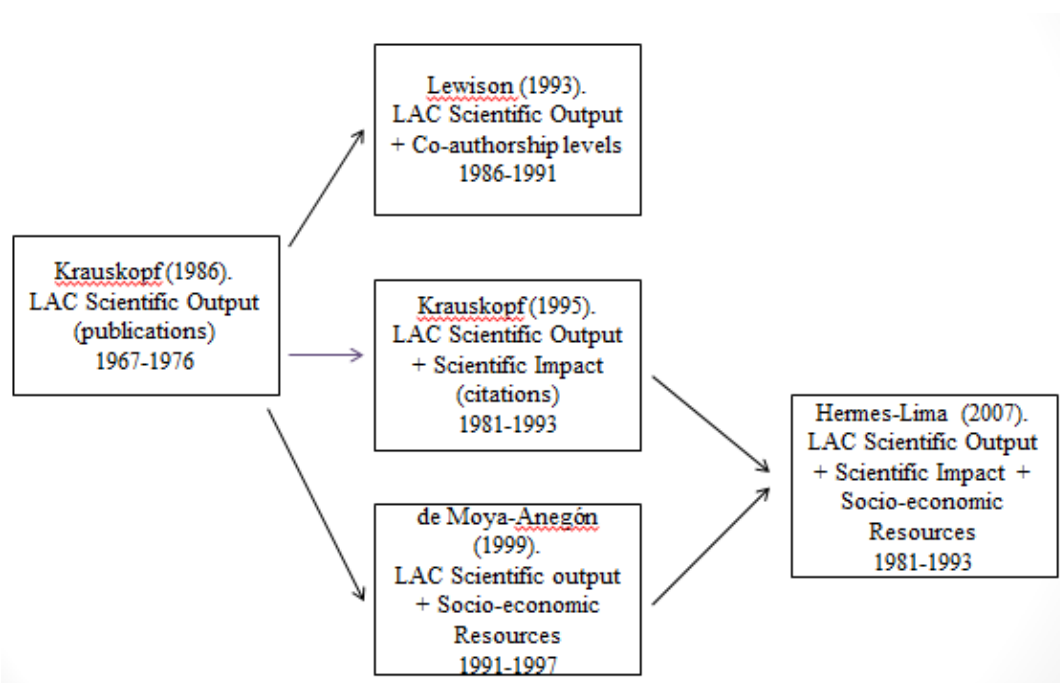 Lewison (1993).
LAC Scientific Output
+ Co-authorship levels
1986-1991
Krauskopf (1986).
LAC Scientific Output
(publications)
1967-1976
Krauskopf (1995).
LAC Scientific Output
+ Scientific Impact
(citations)
1981-1993
de Moya-Anegón
(1999).
LAC Scientific output
+ Socio-economic
Resources
1991-1997
Hermes-Lima (2007).
LAC Scientific Output
+ Scientific Impact +
Socio-economic
Resources
1981-1993